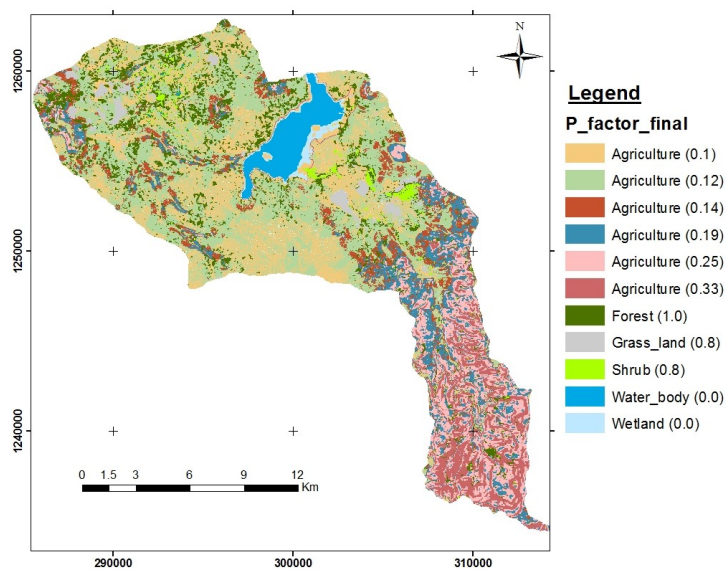 N
1260000
1250000
1240000
0 1.5 3 6 9 12
Km
290000 300000 310000
Legend
P_factor_final
Agriculture (0.1)
Agriculture (0.12)
Agriculture (0.14)
Agriculture (0.19)
Agriculture (0.25)
Agriculture (0.33)
Forest (1.0)
Grass_land (0.8)
Shrub (0.8)
Water_body (0.0)
Wetland (0.0)